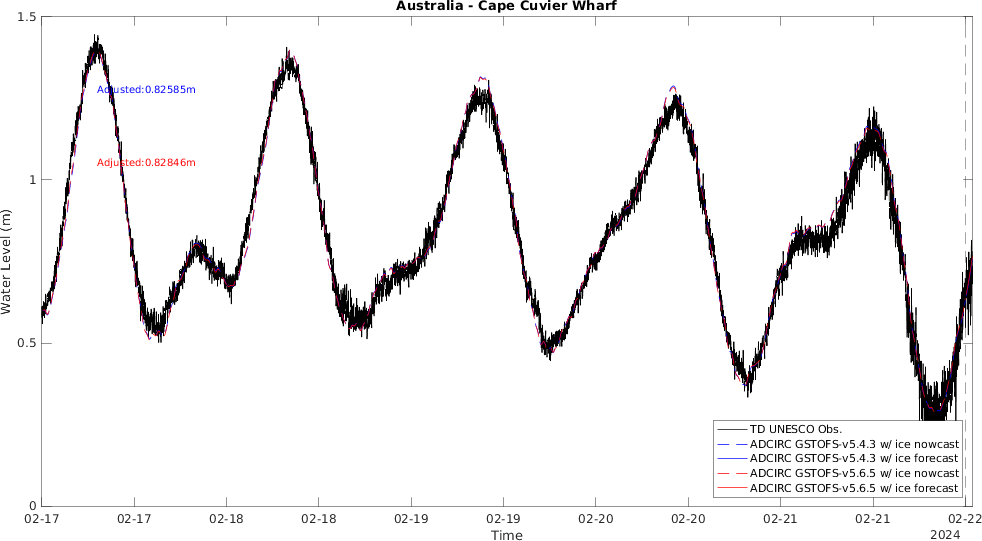 Australia - Cape Cuvier Wharf
1.5
1
0.5
0
Water Level (m)
Adjusted:0.82585m
Adjusted:0.82846m
TD UNESCO Obs.
ADCIRC GSTOFS-v5.4.3 w/ ice nowcast
ADCIRC GSTOFS-v5.4.3 w/ ice forecast
ADCIRC GSTOFS-v5.6.5 w/ ice nowcast
ADCIRC GSTOFS-v5.6.5 w/ ice forecast
02-17 02-17 02-18 02-18 02-19 02-19 02-20 02-20 02-21 02-21 02-22
Time
2024